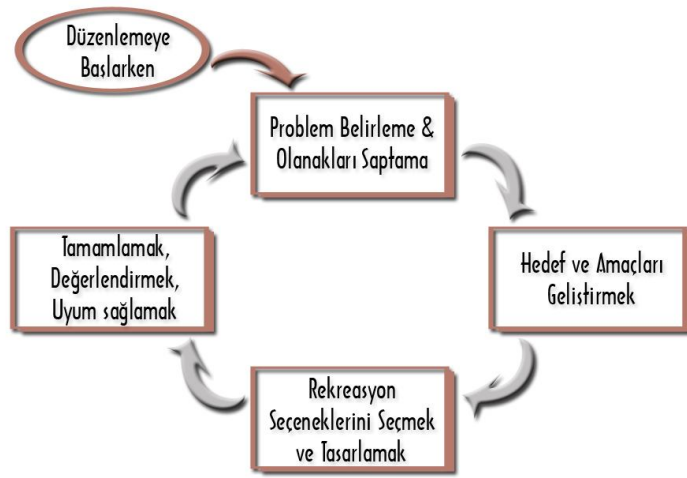 Düzenlemeye
Baslarken
Problem Belirleme &
Olanakları Saptama
Hedef ve Amaçları
Gelistirmek
Rekreasyon
Seçeneklerini Seçmek
ve Tasarlamak
Tamamlamak,
Değerlendirmek,
Uyum sağlamak